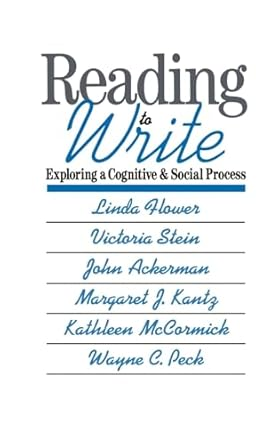 Reading
to
Write
Exploring a Cognitive & Social Process
Linda Flower
Victoria Stein
John Ackerman
Margaret J. Kantz
Kathleen McCormick
Wayne C. Peck